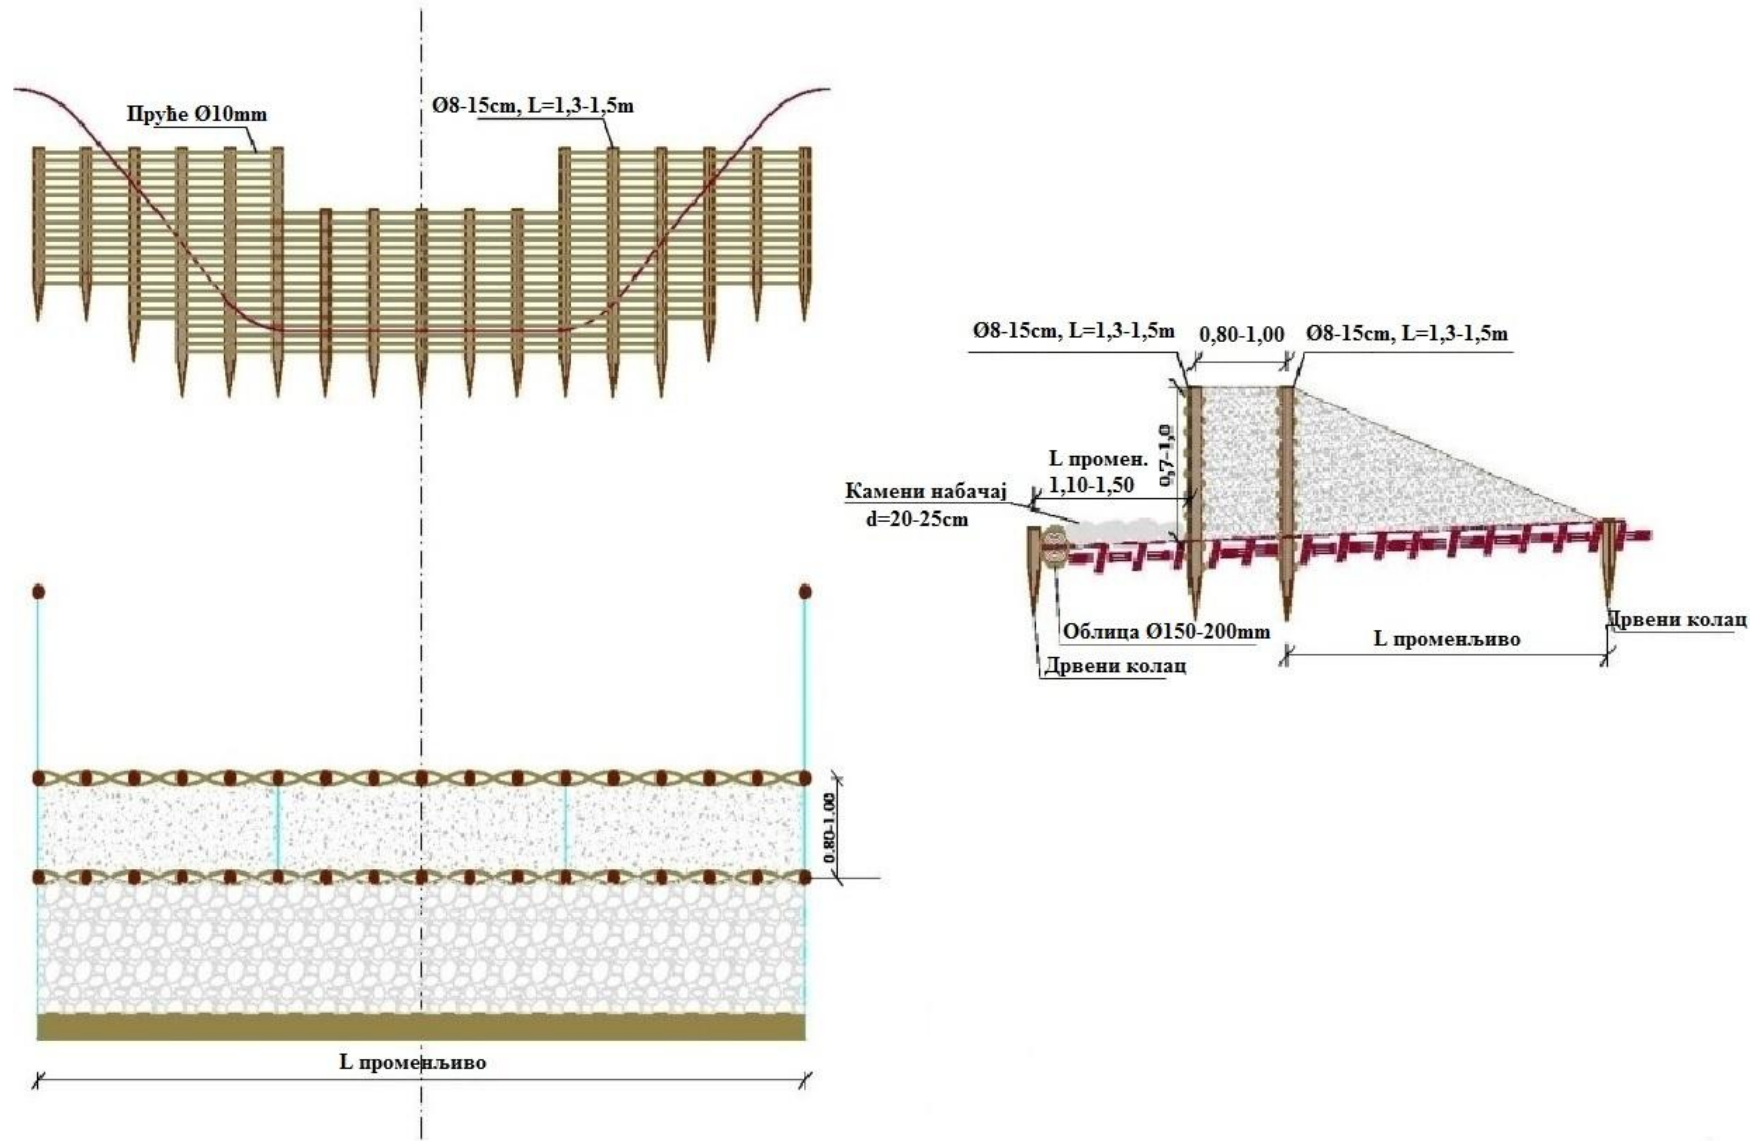 Пруће Ø10mm
Ø8-15cm, L=1,3-1,5m
Ø8-15cm, L=1,3-1,5m
0,80-1,00
Ø8-15cm, L=1,3-1,5m
0,7-1,0
L промен.
1,10-1,50
Камени набачај
d=20-25cm
Облица Ø150-200mm
Дрвени колац
L променљиво
Дрвени колац
0.80-1.00
L променљиво